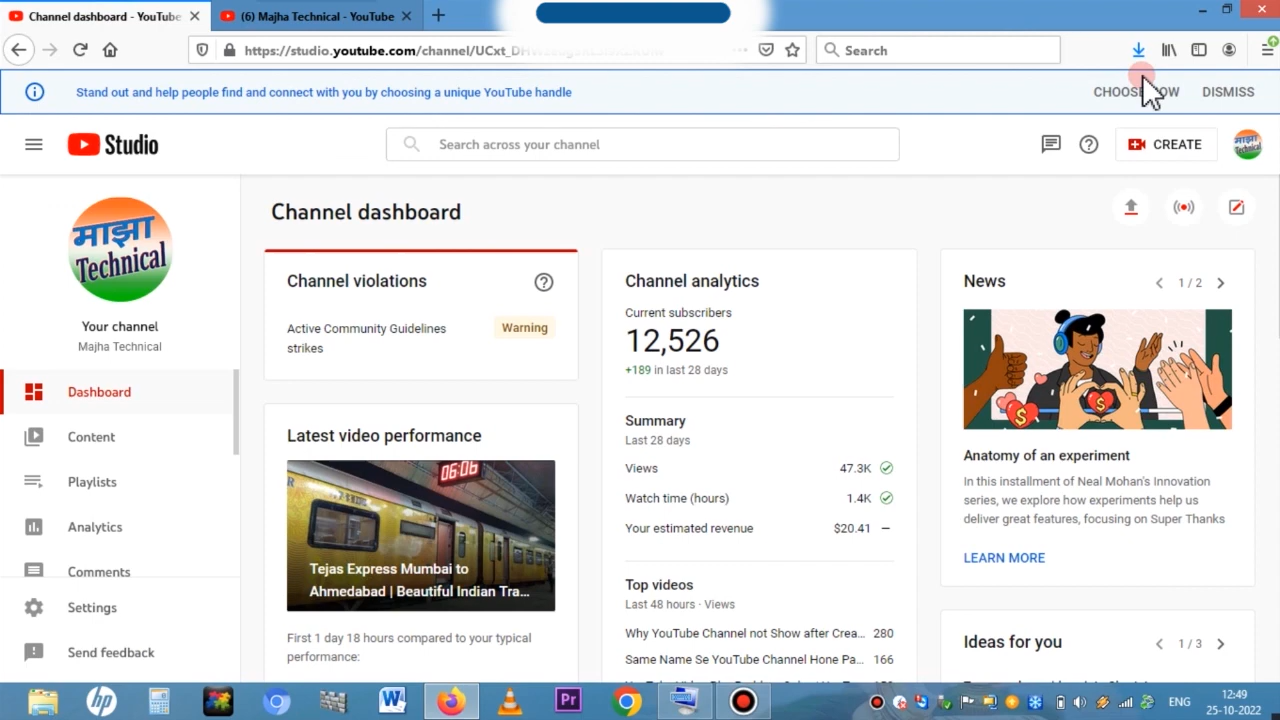 Channel dashboard - YouTube
(6) Majha Technical - YouTube
https://studio.youtube.com/channel/UCxt_
Search
Stand out and help people find and connect with you by choosing a unique YouTube handle
CHOOSE NOW
DISMISS
Studio
Search across your channel
CREATE
माझा
Technical
माझा
Technical
Your channel
Majha Technical
Dashboard
Content
Playlists
Analytics
Comments
Settings
Send feedback
Channel dashboard
Channel violations
Active Community Guidelines
strikes
Warning
Latest video performance
06:06
Tejas Express Mumbai to
Ahmedabad | Beautiful Indian Tra...
First 1 day 18 hours compared to your typical
performance:
Channel analytics
Current subscribers
12,526
+189 in last 28 days
Summary
Last 28 days
Views 47.3K
Watch time (hours) 1.4K
Your estimated revenue $20.41 —
Top videos
Last 48 hours · Views
Why YouTube Channel not Show after Crea... 280
Same Name Se YouTube Channel Hone Pa... 166
News
1 / 2
Anatomy of an experiment
In this installment of Neal Mohan's Innovation
series, we explore how experiments help us
deliver great features, focusing on Super Thanks
LEARN MORE
Ideas for you
1 / 3
hp
W
Pr
ENG
12:49
25-10-2022